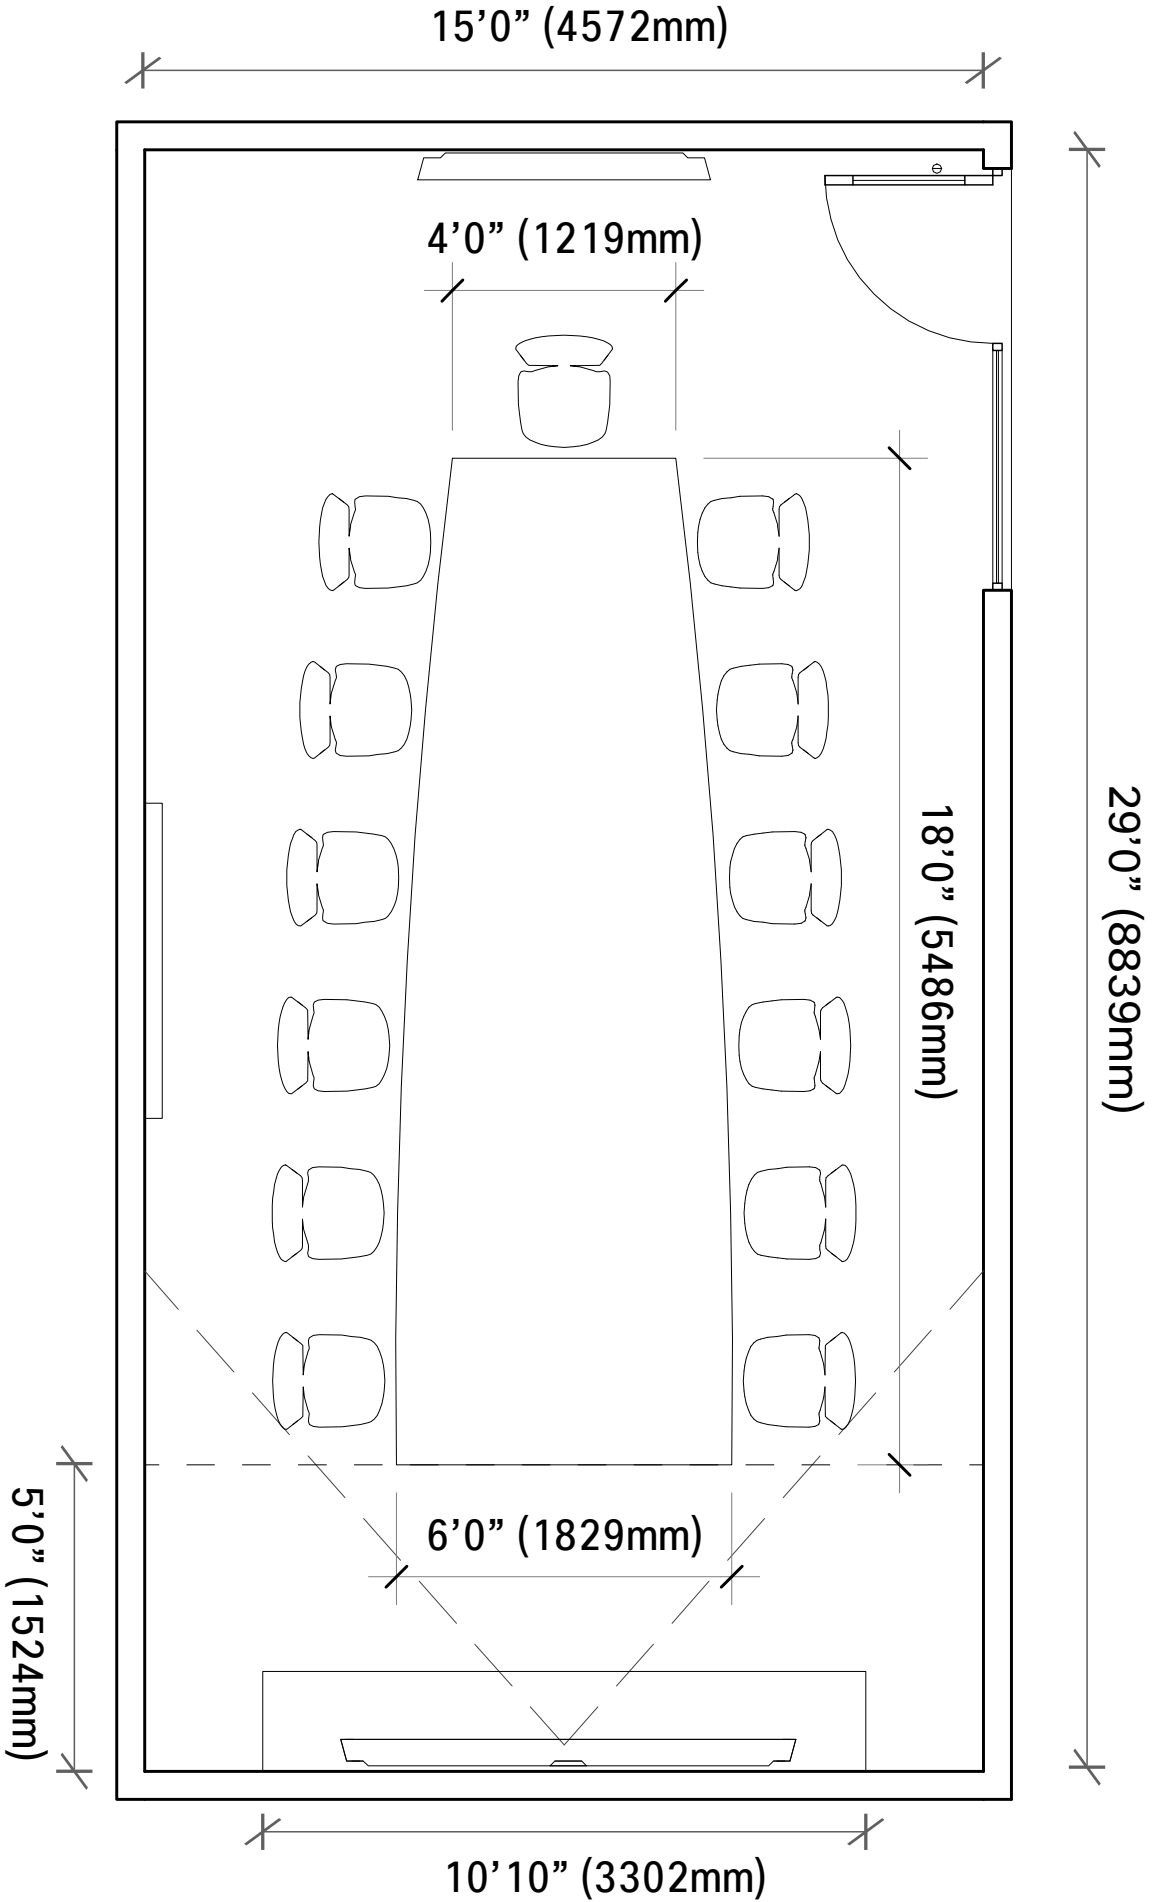 15’0” (4572mm)
4’0” (1219mm)
18’0” (5486mm)
29’0” (8839mm)
5’0” (1524mm)
6’0” (1829mm)
10’10” (3302mm)